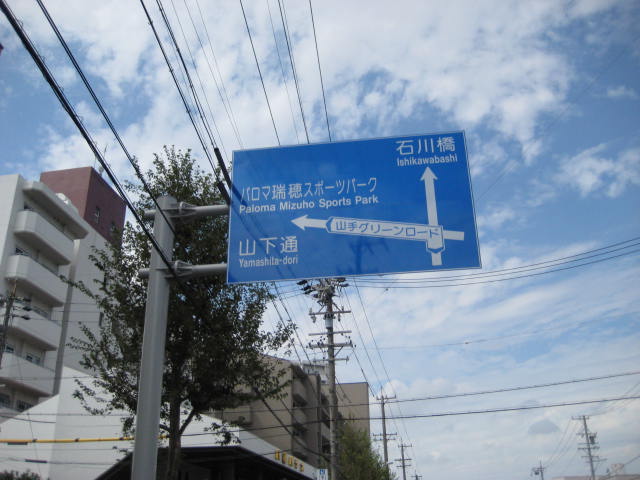 石川橋
Ishikawabashi
パロマ瑞穂スポーツパーク
Paloma Mizuho Sports Park
山手グリーンロード
山下通
Yamashita-dori